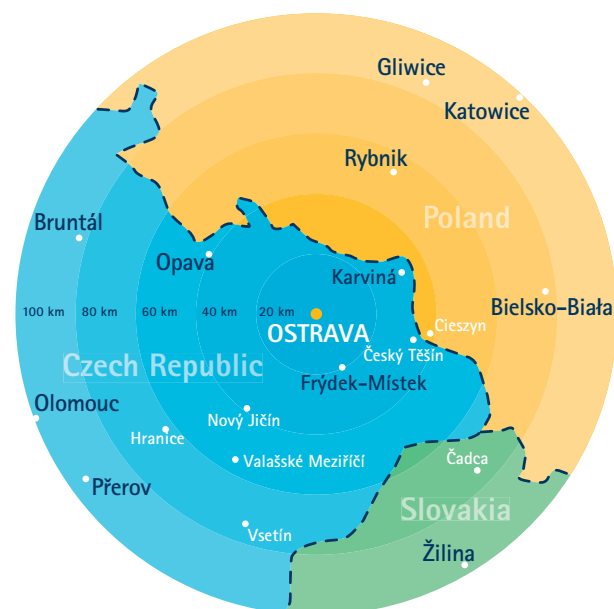 Gliwice
Katowice
Rybnik
Poland
Bruntál
Opava
Karviná
Bielsko-Biała
100 km 80 km 60 km 40 km 20 km
OSTRAVA
Cieszyn
Český Těšín
Czech Republic
Frýdek-Místek
Olomouc
Nový Jičín
Hranice
Valašské Meziříčí
Čadca
Přerov
Slovakia
Vsetín
Žilina